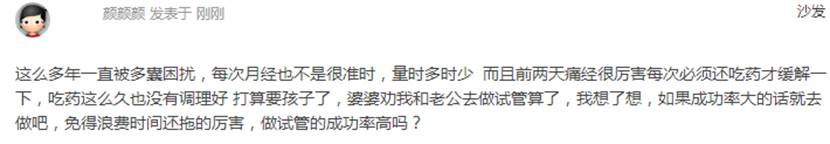 颜颜颜 发表于 刚刚
沙发
这么多年一直被多囊困扰，每次月经也不是很准时，量时多时少 而且前两天痛经很厉害每次必须还吃药才缓解一
下，吃药这么久也没有调理好 打算要孩子了，婆婆劝我和老公去做试管算了，我想了想，如果成功率大的话就去
做吧，免得浪费时间还拖的厉害，做试管的成功率高吗？